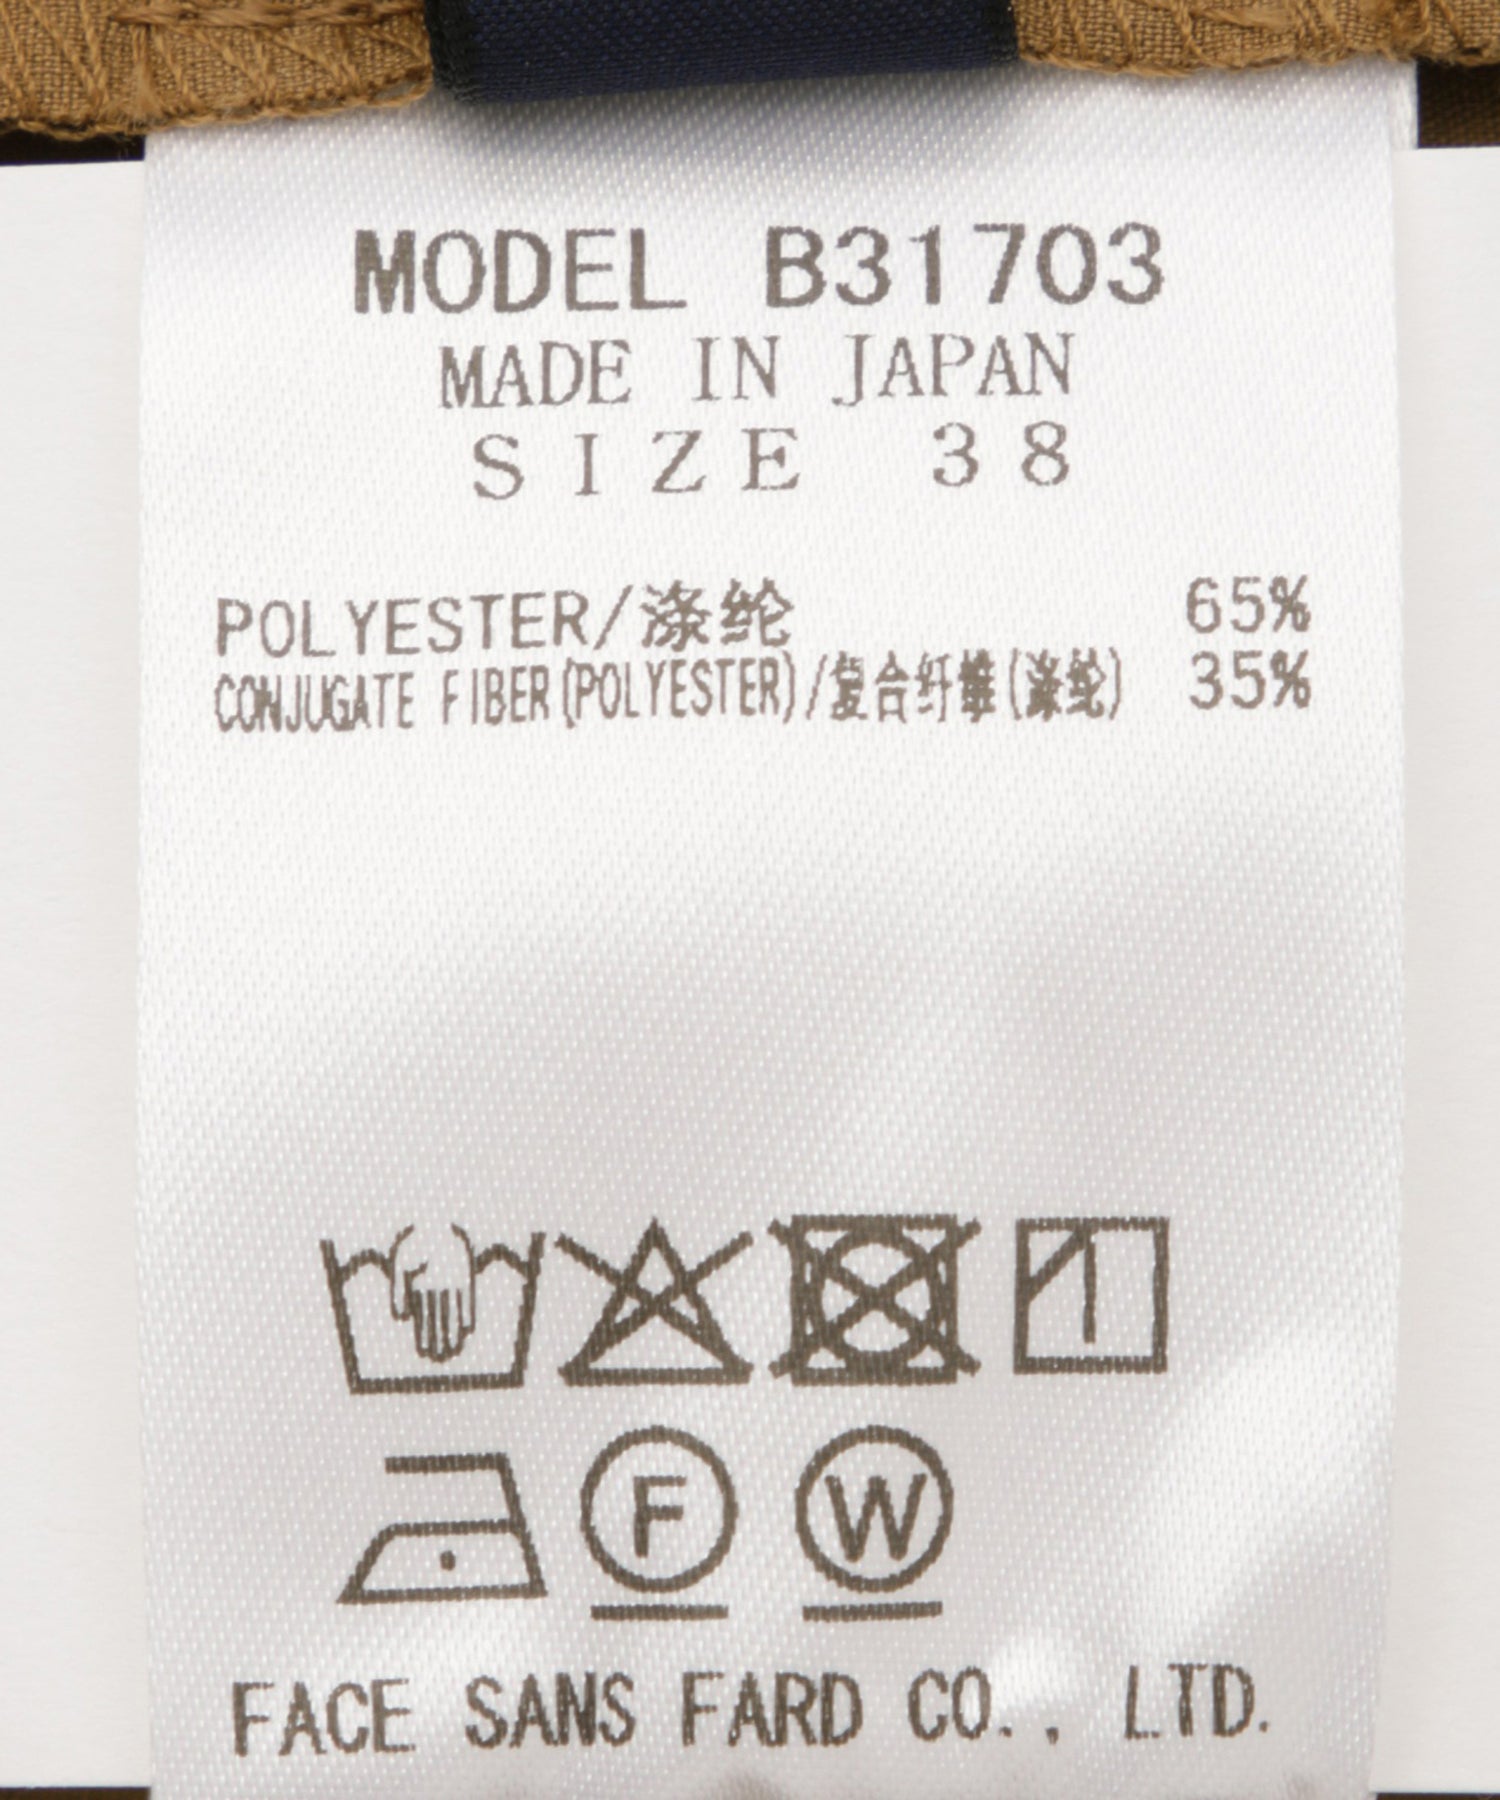 MODEL B31703
MADE IN JAPAN
SIZE 38
POLYESTER/涤纶 65%
CONJUGATE FIBER(POLYESTER)/复合纤维(涤纶) 35%
F W
FACE SANS FARD CO., LTD.